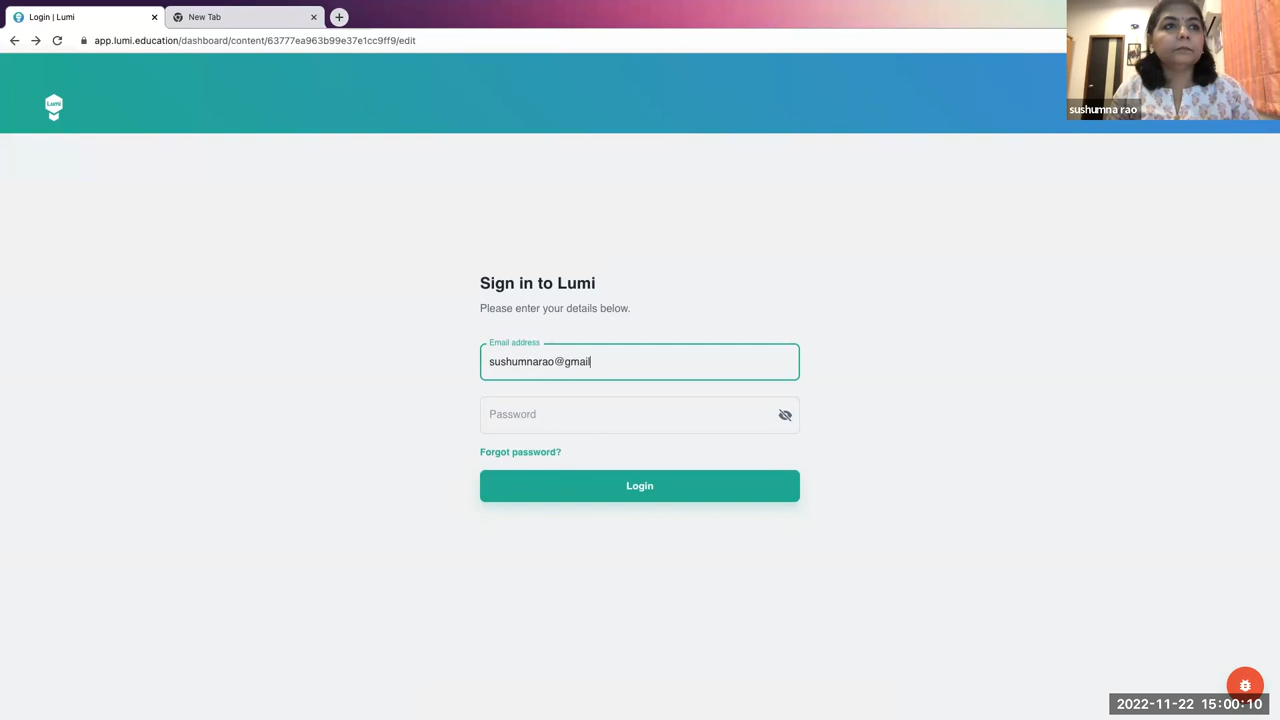 Login | Lumi
New Tab
app.lumi.education/dashboard/content/63777ea963b99e37e1cc9ff9/edit
Lumi
sushumna rao
Sign in to Lumi
Please enter your details below.
Email address
sushumnarao@gmail
Password
Forgot password?
Login
2022-11-22 15:00:10